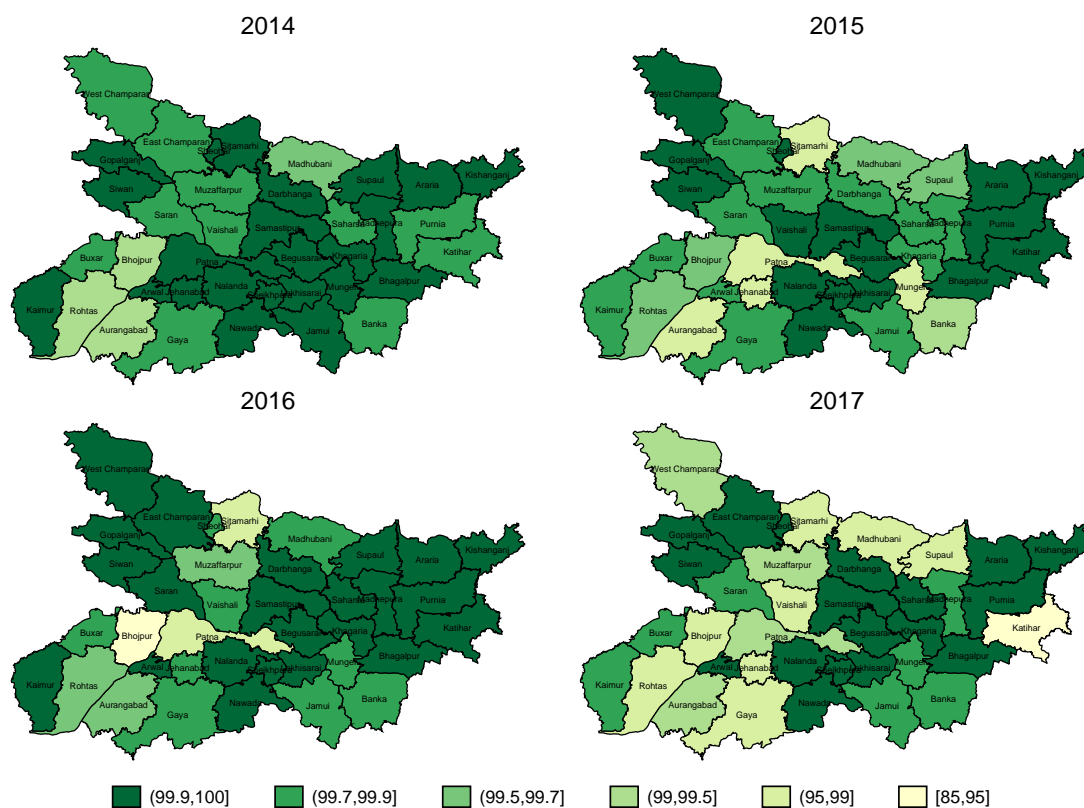 2014
West Champaran
East Champaran
Sitamarhi
Sheohar
Gopalganj
Madhubani
Kishanganj
Siwan
Muzaffarpur
Darbhanga
Supaul
Araria
Saran
Vaishali
Samastipur
Saharsa
Madhepura
Purnia
Buxar
Bhojpur
Patna
Begusarai
Khagaria
Katihar
Kaimur
Rohtas
Arwal
Jehanabad
Nalanda
Sheikhpura
Lakhisarai
Munger
Bhagalpur
Aurangabad
Gaya
Nawada
Jamui
Banka
2015
West Champaran
East Champaran
Sitamarhi
Sheohar
Gopalganj
Madhubani
Kishanganj
Siwan
Muzaffarpur
Darbhanga
Supaul
Araria
Saran
Vaishali
Samastipur
Saharsa
Madhepura
Purnia
Buxar
Bhojpur
Patna
Begusarai
Khagaria
Katihar
Kaimur
Rohtas
Arwal
Jehanabad
Nalanda
Sheikhpura
Lakhisarai
Munger
Bhagalpur
Aurangabad
Gaya
Nawada
Jamui
Banka
2016
West Champaran
East Champaran
Sitamarhi
Sheohar
Gopalganj
Madhubani
Kishanganj
Siwan
Muzaffarpur
Darbhanga
Supaul
Araria
Saran
Vaishali
Samastipur
Saharsa
Madhepura
Purnia
Buxar
Bhojpur
Patna
Begusarai
Khagaria
Katihar
Kaimur
Rohtas
Arwal
Jehanabad
Nalanda
Sheikhpura
Lakhisarai
Munger
Bhagalpur
Aurangabad
Gaya
Nawada
Jamui
Banka
2017
West Champaran
East Champaran
Sitamarhi
Sheohar
Gopalganj
Madhubani
Kishanganj
Siwan
Muzaffarpur
Darbhanga
Supaul
Araria
Saran
Vaishali
Samastipur
Saharsa
Madhepura
Purnia
Buxar
Bhojpur
Patna
Begusarai
Khagaria
Katihar
Kaimur
Rohtas
Arwal
Jehanabad
Nalanda
Sheikhpura
Lakhisarai
Munger
Bhagalpur
Aurangabad
Gaya
Nawada
Jamui
Banka
(99.9,100] (99.7,99.9] (99.5,99.7] (99,99.5] (95,99] [85,95]